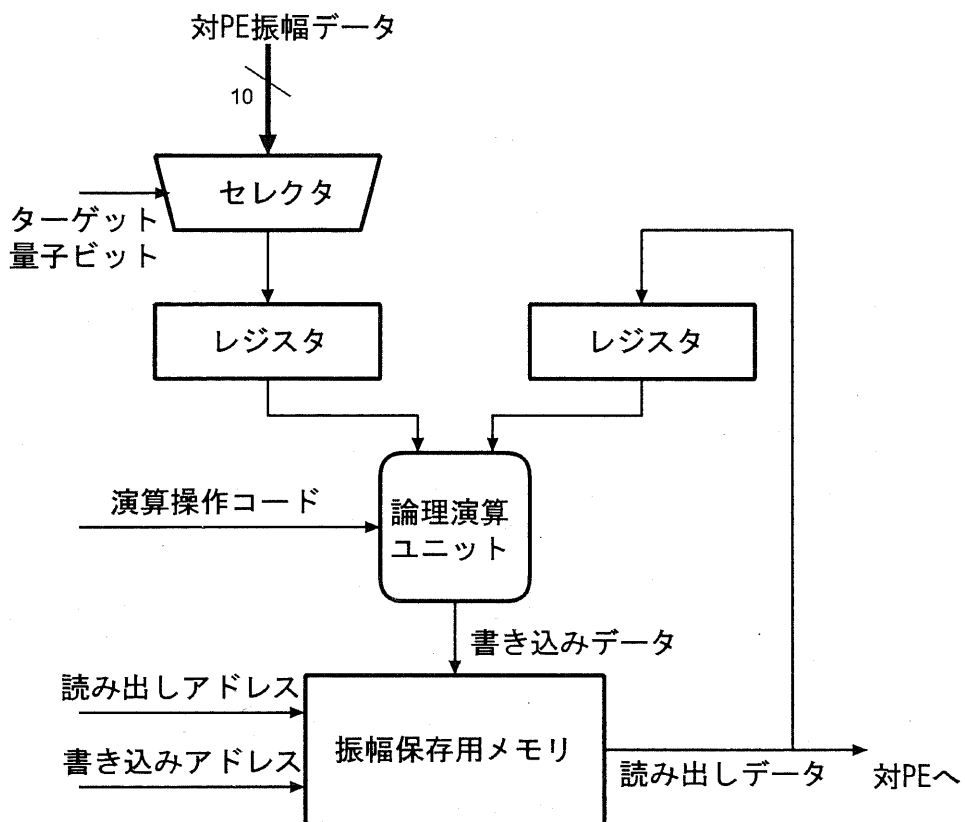 対PE振幅データ
10
セレクタ
ターゲット
量子ビット
レジスタ
レジスタ
演算操作コード
論理演算
ユニット
書き込みデータ
読み出しアドレス
書き込みアドレス
振幅保存用メモリ
読み出しデータ
対PEへ